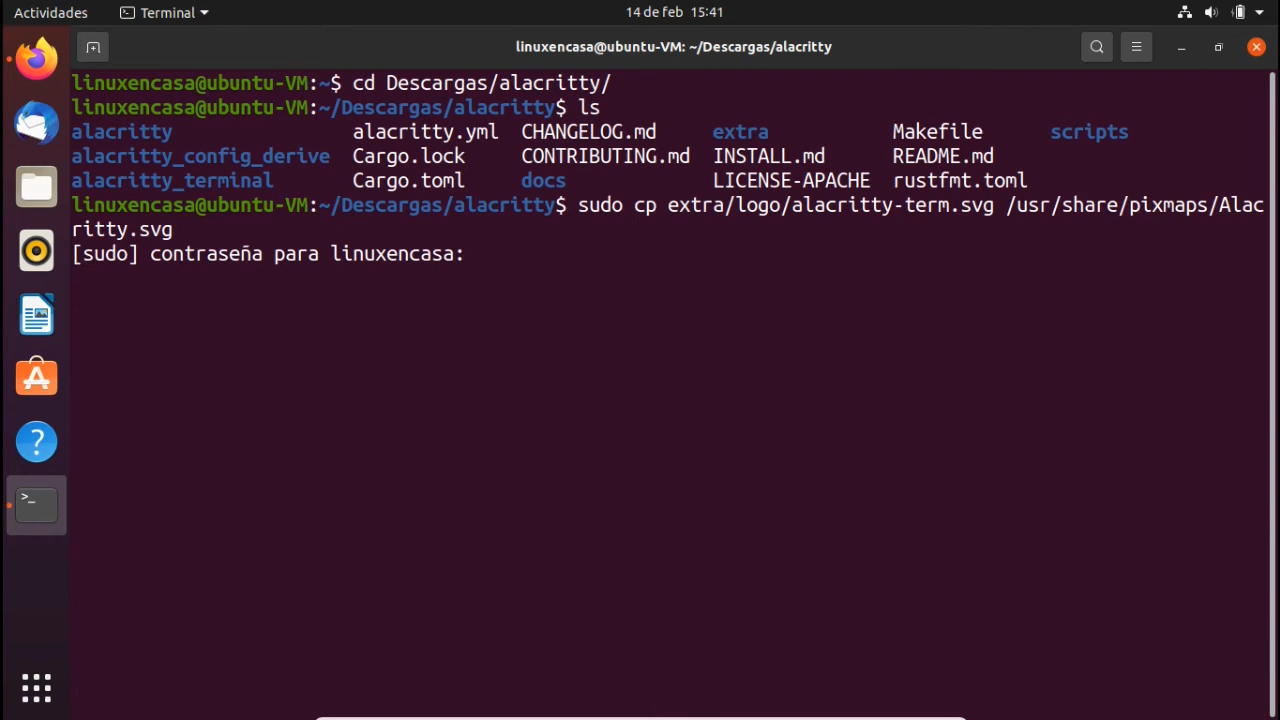 Actividades Terminal 14 de feb 15:41
linuxencasa@ubuntu-VM: ~/Descargas/alacritty
linuxencasa@ubuntu-VM:~$ cd Descargas/alacritty/
linuxencasa@ubuntu-VM:~/Descargas/alacritty$ ls
alacritty alacritty.yml CHANGELOG.md extra Makefile scripts
alacritty_config_derive Cargo.lock CONTRIBUTING.md INSTALL.md README.md
alacritty_terminal Cargo.toml docs LICENSE-APACHE rustfmt.toml
linuxencasa@ubuntu-VM:~/Descargas/alacritty$ sudo cp extra/logo/alacritty-term.svg /usr/share/pixmaps/Alac
ritty.svg
[sudo] contraseña para linuxencasa: